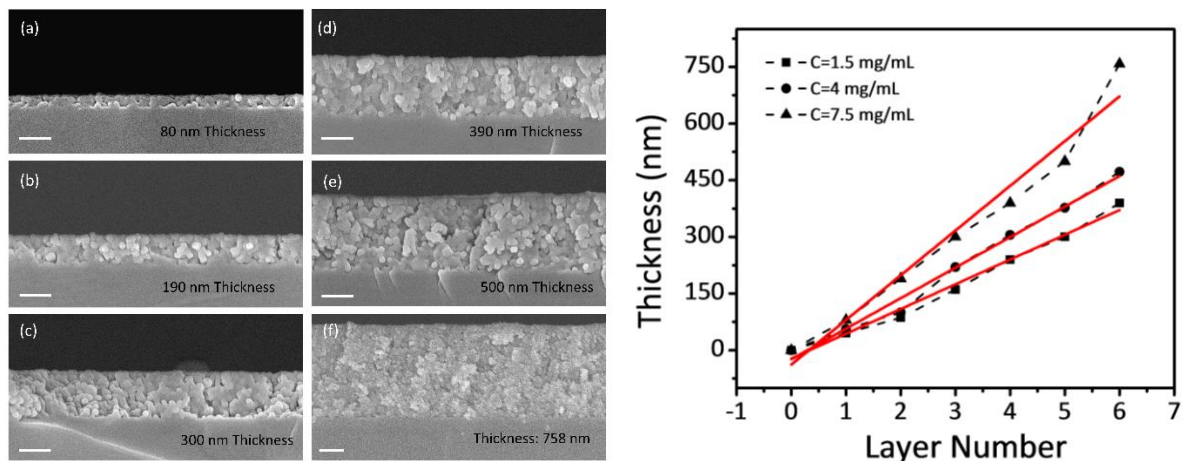 (a)
80 nm Thickness
(b)
190 nm Thickness
(c)
300 nm Thickness
(d)
390 nm Thickness
(e)
500 nm Thickness
(f)
Thickness: 758 nm
C=1.5 mg/mL
C=4 mg/mL
C=7.5 mg/mL
Thickness (nm)
750
600
450
300
150
0
-1 0 1 2 3 4 5 6 7
Layer Number